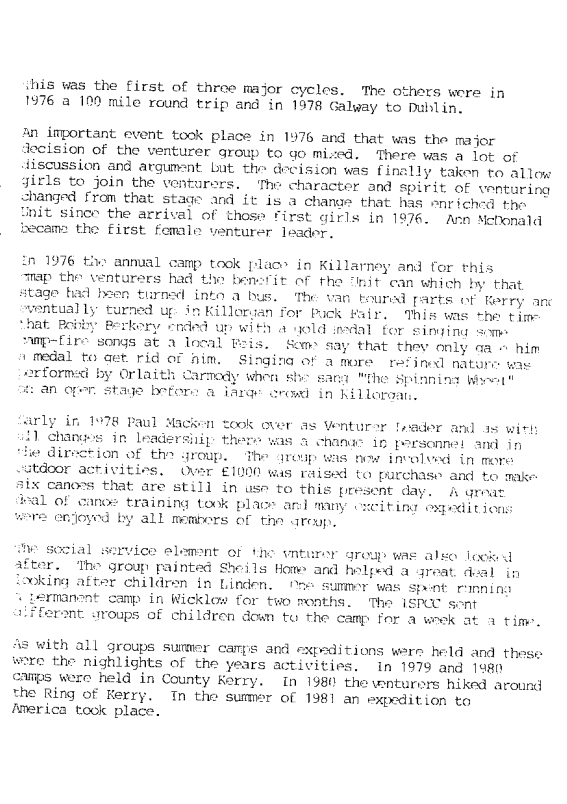 This was the first of three major cycles. The others were in
1976 a 100 mile round trip and in 1978 Galway to Dublin.
An important event took place in 1976 and that was the major
decision of the venturer group to go mixed. There was a lot of
discussion and argument but the decision was finally taken to allow
girls to join the venturers. The character and spirit of venturing
changed from that stage and it is a change that has enriched the
Unit since the arrival of those first girls in 1976. Ann McDonald
became the first female venturer leader.
In 1976 the annual camp took place in Killarney and for this
camp the venturers had the benefit of the Unit can which by that
stage had been turned into a bus. The van toured parts of Kerry and
eventually turned up in Killorgan for Puck Fair. This was the time
that Bobby Berkery ended up with a gold medal for singing some
camp-fire songs at a local Feis. Some say that they only gave him
a medal to get rid of him. Singing of a more refined nature was
performed by Orlaith Carmody when she sang "The Spinning Wheel"
on an open stage before a large crowd in Killorgan.
Early in 1978 Paul Macken took over as Venturer Leader and as with
all changes in leadership there was a change in personnel and in
the direction of the group. The group was now involved in more
outdoor activities. Over £1000 was raised to purchase and to make
six canoes that are still in use to this present day. A great
deal of canoe training took place and many exciting expeditions
were enjoyed by all members of the group.
The social service element of the vnturer group was also looked
after. The group painted Sheils Home and helped a great deal in
looking after children in Linden. One summer was spent running
a permanent camp in Wicklow for two months. The ISPCC sent
different groups of children down to the camp for a week at a time.
As with all groups summer camps and expeditions were held and these
were the highlights of the years activities. In 1979 and 1980
camps were held in County Kerry. In 1980 the venturers hiked around
the Ring of Kerry. In the summer of 1981 an expedition to
America took place.